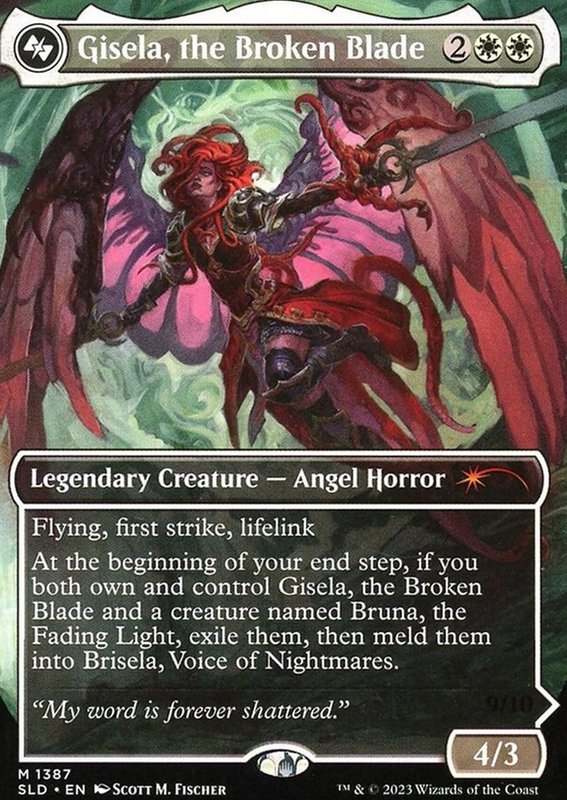 Gisela, the Broken Blade 2
Legendary Creature — Angel Horror
Flying, first strike, lifelink
At the beginning of your end step, if you
both own and control Gisela, the Broken
Blade and a creature named Bruna, the
Fading Light, exile them, then meld them
into Brisela, Voice of Nightmares.
9/10
“My word is forever shattered.”
4/3
M 1387
SLD • EN Scott M. Fischer ™ & © 2023 Wizards of the Coast